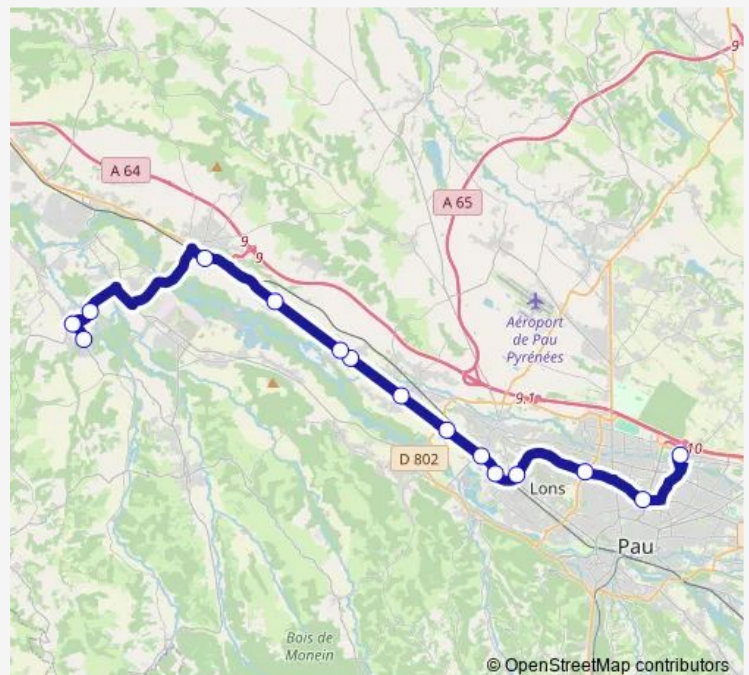 9
A 64
9
9
A 65
Aéroport
de Pau
Pyrénées
9.1
10
D 802
Lons
Pau
Bois de
Monein
© OpenStreetMap contributors